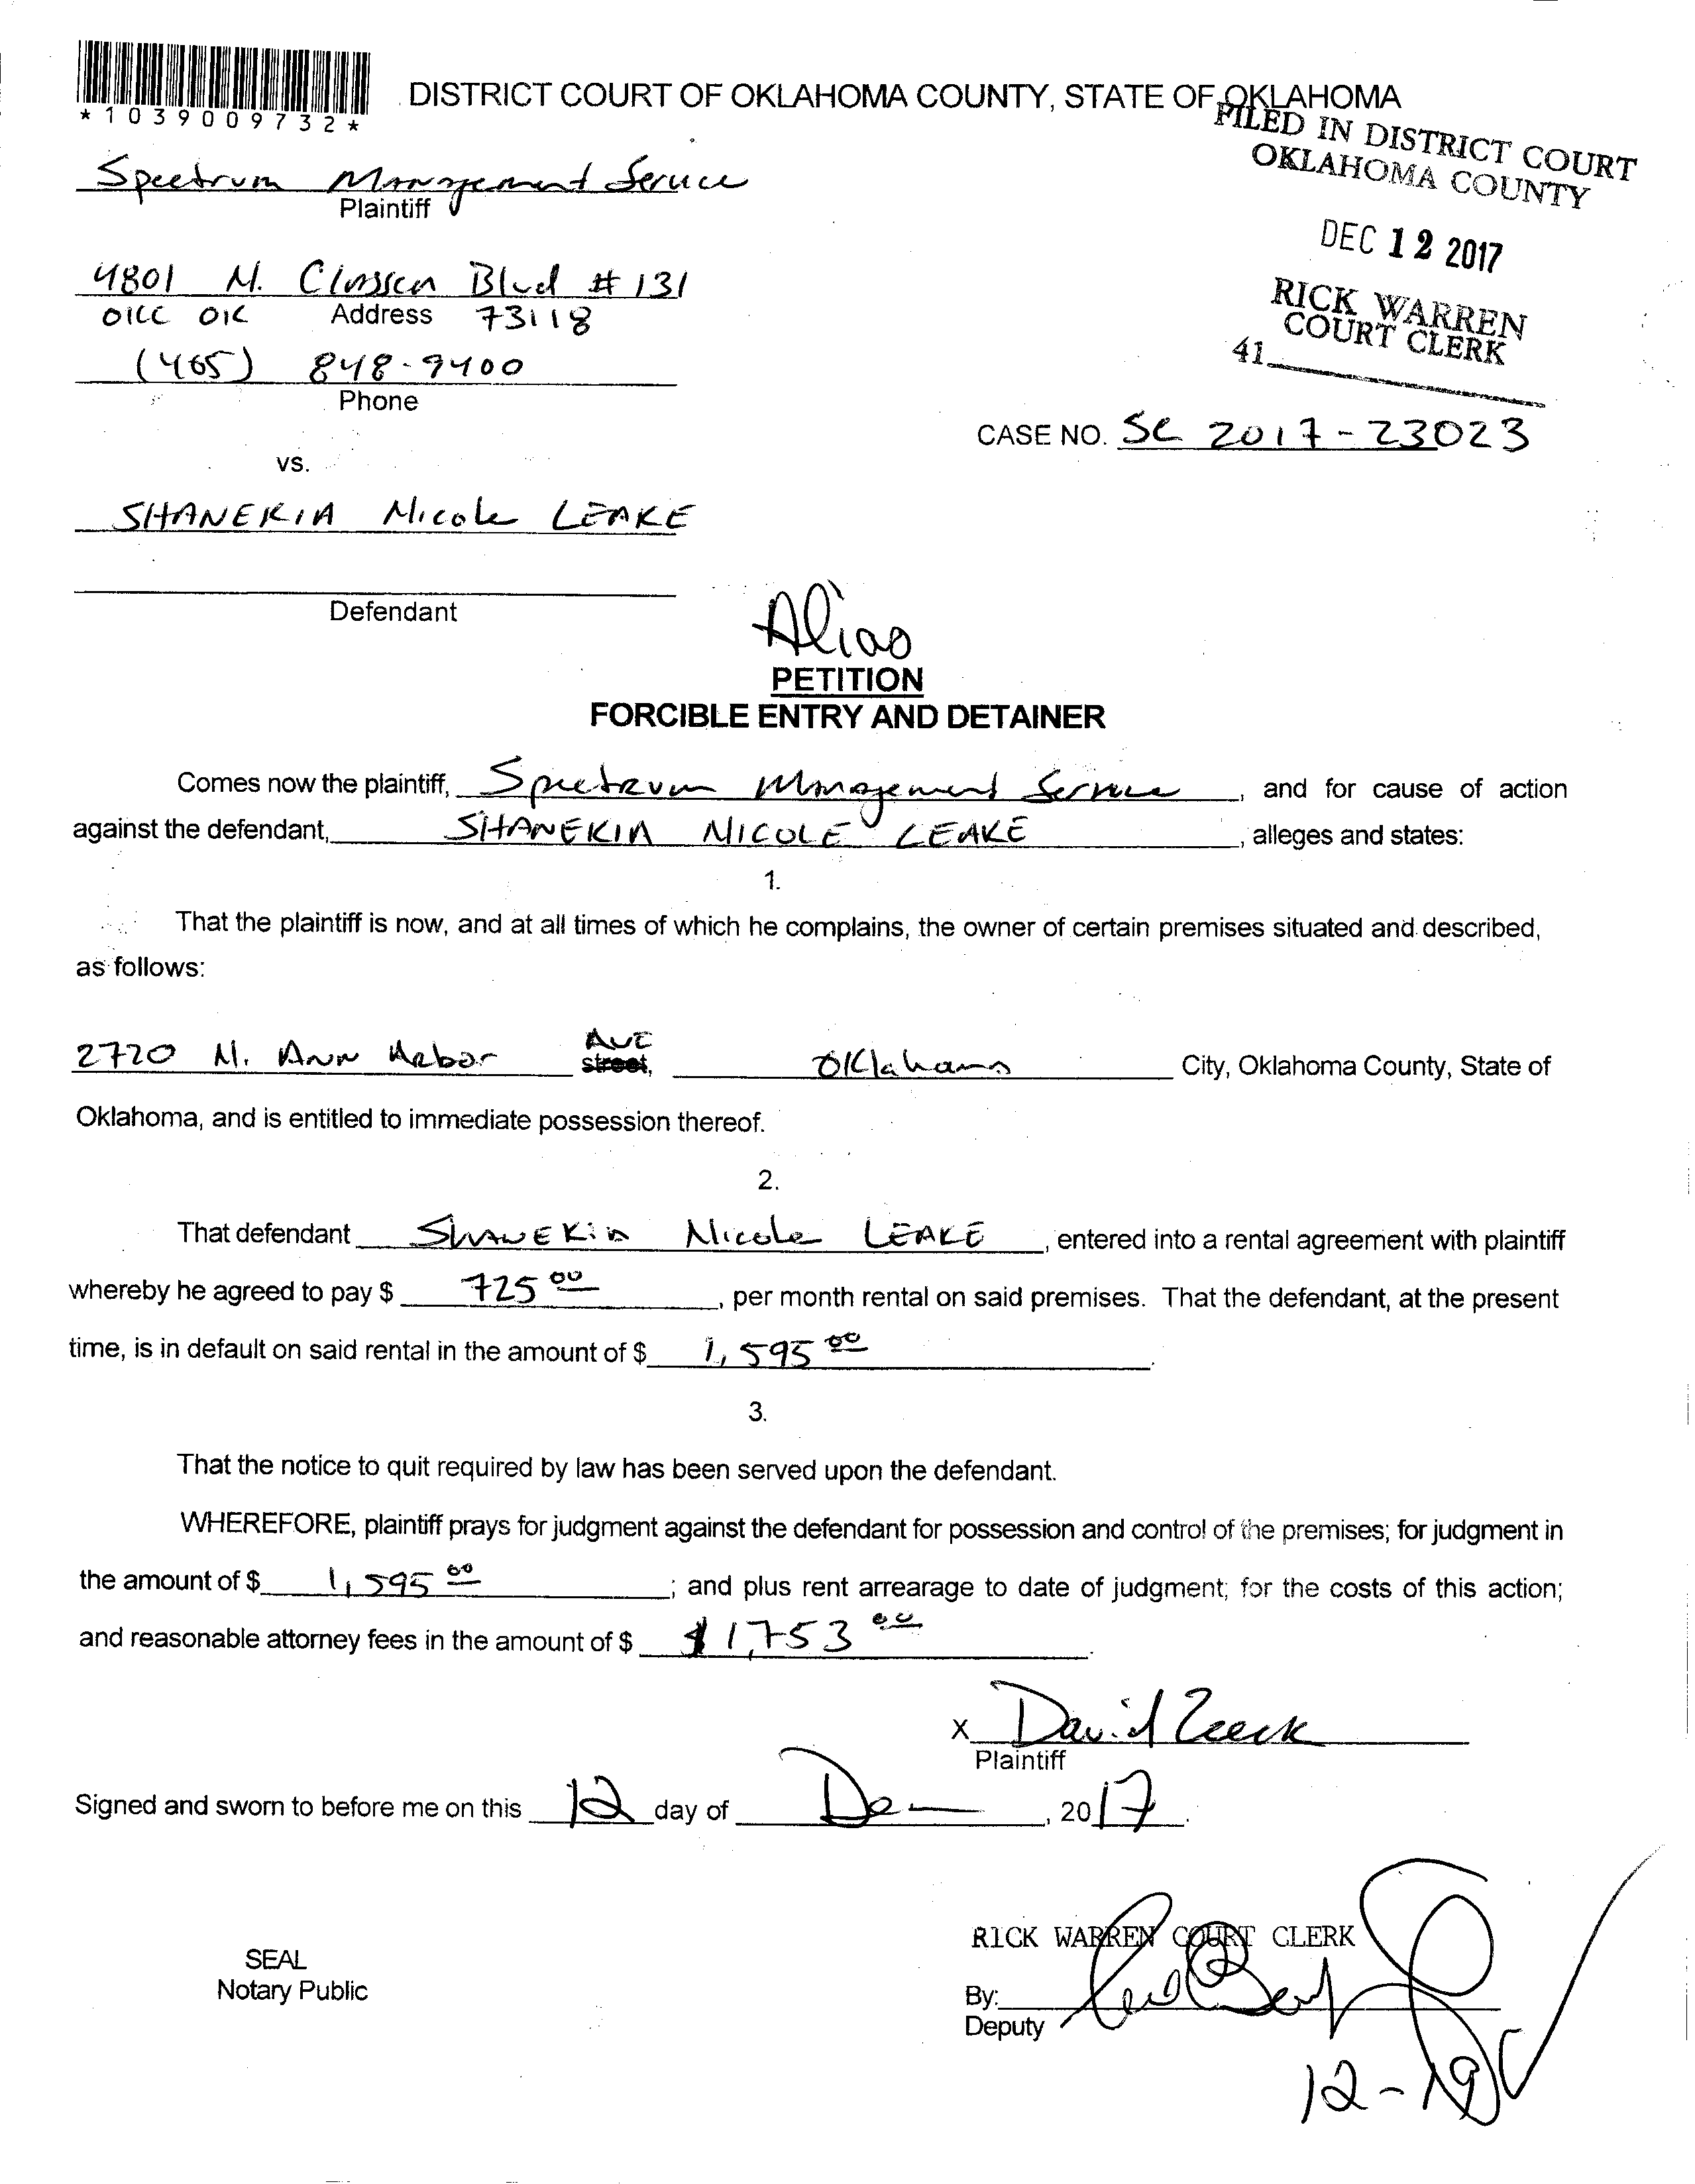 *1039009732*
DISTRICT COURT OF OKLAHOMA COUNTY, STATE OF OKLAHOMA
FILED IN DISTRICT COURT
OKLAHOMA COUNTY
DEC 12 2017
RICK WARREN
COURT CLERK
41
Spectrum Management Service
Plaintiff
4801 N. Classen Blvd # 131
OKC OK Address 73118
(405) 848-9400
Phone
CASE NO. SC 2017-23023
vs.
SHANEKIA Nicole LEAKE
Defendant
Alias
PETITION
FORCIBLE ENTRY AND DETAINER
Comes now the plaintiff, Spectrum Management Service, and for cause of action
against the defendant, SHANEKIA NICOLE LEAKE, alleges and states:
1.
That the plaintiff is now, and at all times of which he complains, the owner of certain premises situated and described,
as follows:
2720 N. ANN Arbor street, AVE Oklahoma City, Oklahoma County, State of
Oklahoma, and is entitled to immediate possession thereof.
2.
That defendant SHANEKIA Nicole LEAKE, entered into a rental agreement with plaintiff
whereby he agreed to pay $ 725 00, per month rental on said premises. That the defendant, at the present
time, is in default on said rental in the amount of $ 1,595 00.
3.
That the notice to quit required by law has been served upon the defendant.
WHEREFORE, plaintiff prays for judgment against the defendant for possession and control of the premises; for judgment in
the amount of $ 1,595 00; and plus rent arrearage to date of judgment; for the costs of this action;
and reasonable attorney fees in the amount of $ $1,753 00.
X David
Plaintiff
Signed and sworn to before me on this 12 day of De, 2017.
RICK WARREN COURT CLERK
SEAL
Notary Public
By:
Deputy
12-19